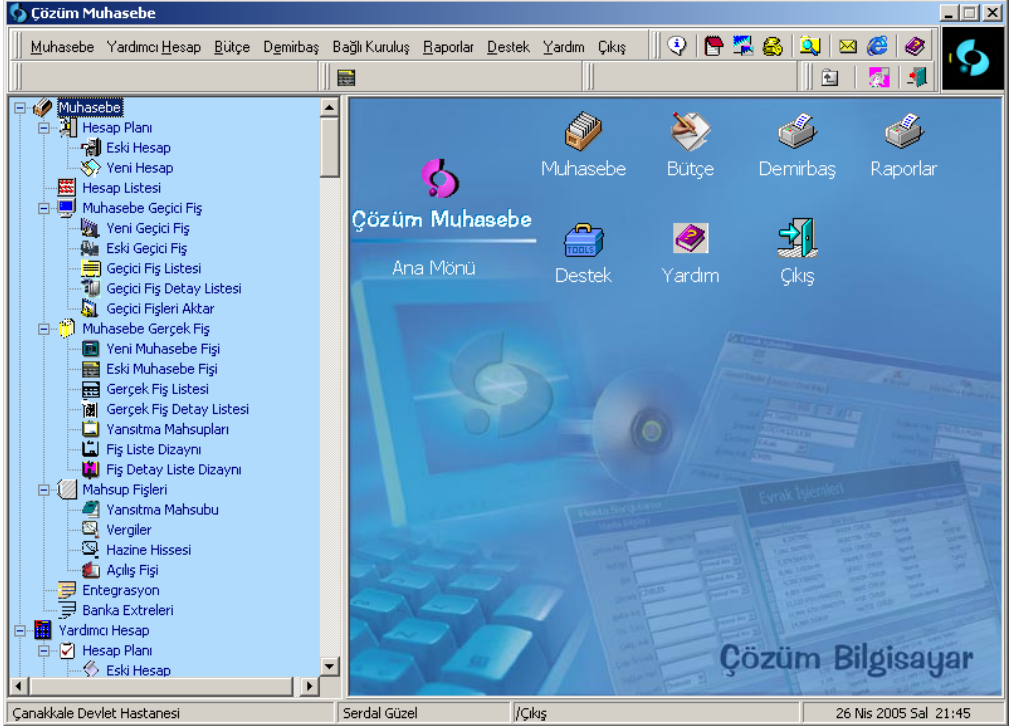 Çözüm Muhasebe
Muhasebe Yardımcı Hesap Bütçe Demirbaş Bağlı Kuruluş Raporlar Destek Yardım Çıkış
Muhasebe
Hesap Planı
Eski Hesap
Yeni Hesap
Hesap Listesi
Muhasebe Geçici Fiş
Yeni Geçici Fiş
Eski Geçici Fiş
Geçici Fiş Listesi
Geçici Fiş Detay Listesi
Geçici Fişleri Aktar
Muhasebe Gerçek Fiş
Yeni Muhasebe Fişi
Eski Muhasebe Fişi
Gerçek Fiş Listesi
Gerçek Fiş Detay Listesi
Yansıtma Mahsupları
Fiş Liste Dizaynı
Fiş Detay Liste Dizaynı
Mahsup Fişleri
Yansıtma Mahsubu
Vergiler
Hazine Hissesi
Açılış Fişi
Entegrasyon
Banka Extreleri
Yardımcı Hesap
Hesap Planı
Eski Hesap
Çözüm Muhasebe
Ana Mönü
Muhasebe Bütçe Demirbaş Raporlar
TOOLS
Destek Yardım Çıkış
Evrak İşlemleri
Çözüm Bilgisayar
Çanakkale Devlet Hastanesi Serdal Güzel /Çıkış 26 Nis 2005 Sal 21:45